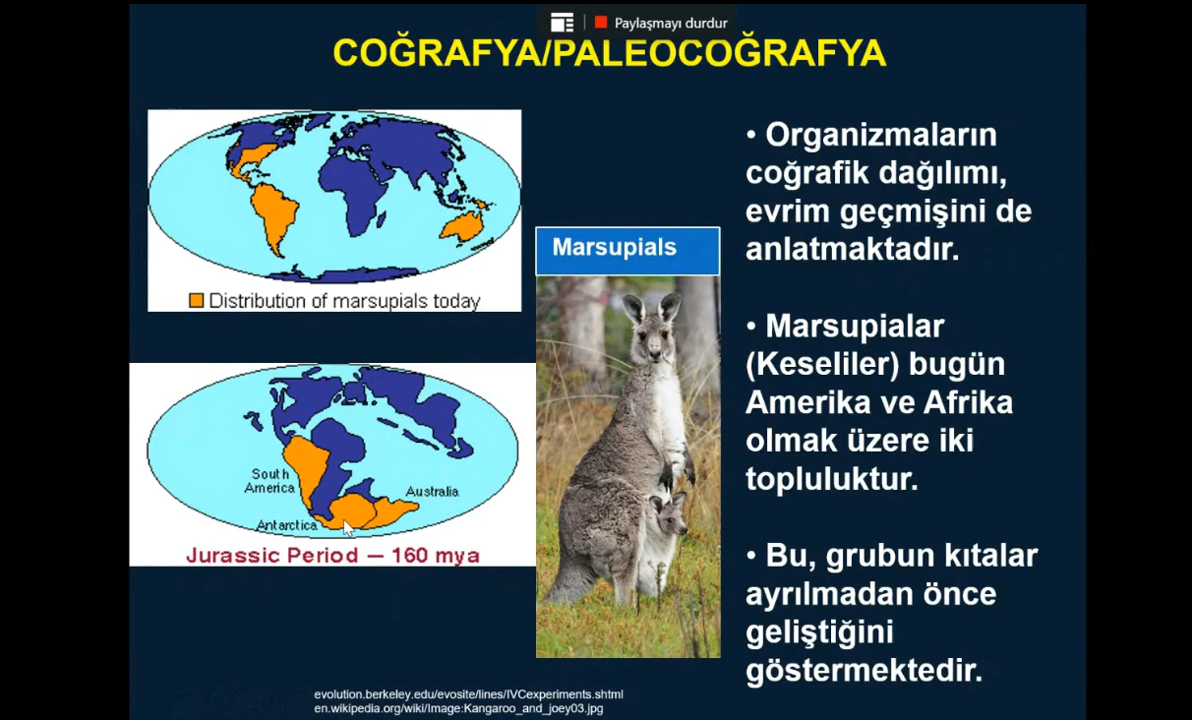 Paylaşmayı durdur
COĞRAFYA/PALEOCOĞRAFYA
Distribution of marsupials today
South
America
Australia
Antarctica
Jurassic Period — 160 mya
Marsupials
• Organizmaların
coğrafik dağılımı,
evrim geçmişini de
anlatmaktadır.
• Marsupialar
(Keseliler) bugün
Amerika ve Afrika
olmak üzere iki
topluluktur.
• Bu, grubun kıtalar
ayrılmadan önce
geliştiğini
göstermektedir.
evolution.berkeley.edu/evosite/lines/IVCexperiments.shtml
en.wikipedia.org/wiki/Image:Kangaroo_and_joey03.jpg